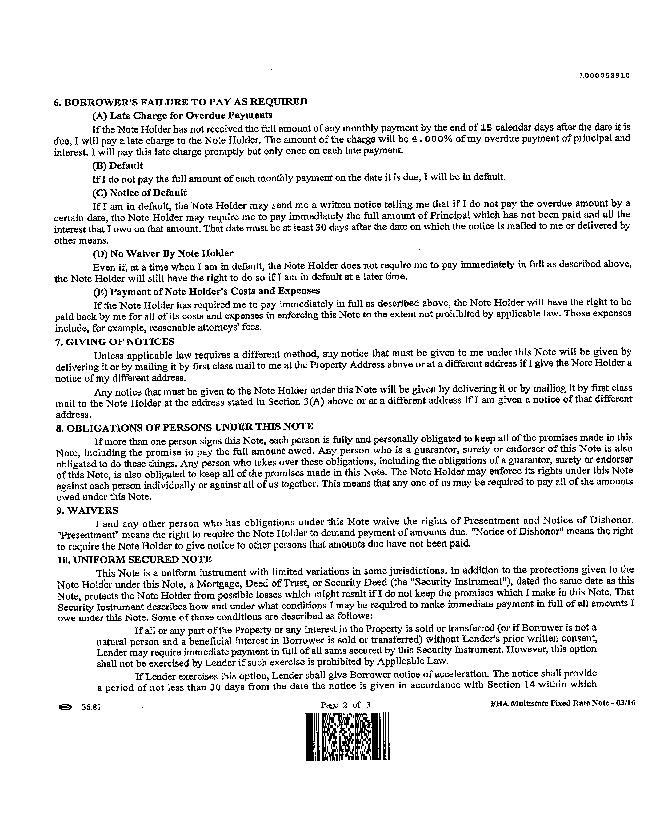 6. BORROWER'S FAILURE TO PAY AS REQUIRED
(A) Late Charge for Overdue Payments
If the Note Holder has not received the full amount of any monthly payment by the end of 15 calendar days after the date it is
due, I will pay a late charge to the Note Holder. The amount of the charge will be 4.000% of my overdue payment of principal and
interest. I will pay this late charge promptly but only once on each late payment.
(B) Default
If I do not pay the full amount of each monthly payment on the date it is due, I will be in default.
(C) Notice of Default
If I am in default, the Note Holder may send me a written notice telling me that if I do not pay the overdue amount by a
certain date, the Note Holder may require me to pay immediately the full amount of Principal which has not been paid and all the
interest that I owe on that amount. That date must be at least 30 days after the date on which the notice is mailed to me or delivered by
other means.
(D) No Waiver By Note Holder
Even if, at a time when I am in default, the Note Holder does not require me to pay immediately in full as described above,
the Note Holder will still have the right to do so if I am in default at a later time.
(E) Payment of Note Holder's Costs and Expenses
If the Note Holder has required me to pay immediately in full as described above, the Note Holder will have the right to be
paid back by me for all of its costs and expenses in enforcing this Note to the extent not prohibited by applicable law. Those expenses
include, for example, reasonable attorneys' fees.
7. GIVING OF NOTICES
Unless applicable law requires a different method, any notice that must be given to me under this Note will be given by
delivering it or by mailing it by first class mail to me at the Property Address above or at a different address if I give the Note Holder a
notice of my different address.
Any notice that must be given to the Note Holder under this Note will be given by delivering it or by mailing it by first class
mail to the Note Holder at the address stated in Section 3(A) above or at a different address if I am given a notice of that different
address.
8. OBLIGATIONS OF PERSONS UNDER THIS NOTE
If more than one person signs this Note, each person is fully and personally obligated to keep all of the promises made in this
Note, including the promise to pay the full amount owed. Any person who is a guarantor, surety or endorser of this Note is also
obligated to do these things. Any person who takes over these obligations, including the obligations of a guarantor, surety or endorser
of this Note, is also obligated to keep all of the promises made in this Note. The Note Holder may enforce its rights under this Note
against each person individually or against all of us together. This means that any one of us may be required to pay all of the amounts
owed under this Note.
9. WAIVERS
I and any other person who has obligations under this Note waive the rights of Presentment and Notice of Dishonor.
"Presentment" means the right to require the Note Holder to demand payment of amounts due. "Notice of Dishonor" means the right
to require the Note Holder to give notice to other persons that amounts due have not been paid.
10. UNIFORM SECURED NOTE
This Note is a uniform instrument with limited variations in some jurisdictions. In addition to the protections given to the
Note Holder under this Note, a Mortgage, Deed of Trust, or Security Deed (the "Security Instrument"), dated the same date as this
Note, protects the Note Holder from possible losses which might result if I do not keep the promises which I make in this Note. That
Security Instrument describes how and under what conditions I may be required to make immediate payment in full of all amounts I
owe under this Note. Some of those conditions are described as follows:
If all or any part of the Property or any Interest in the Property is sold or transferred (or if Borrower is not a
natural person and a beneficial interest in Borrower is sold or transferred) without Lender's prior written consent,
Lender may require immediate payment in full of all sums secured by this Security Instrument. However, this option
shall not be exercised by Lender if such exercise is prohibited by Applicable Law.
If Lender exercises this option, Lender shall give Borrower notice of acceleration. The notice shall provide
a period of not less than 30 days from the date the notice is given in accordance with Section 14 within which
Page 2 of 3
FHA Multistate Fixed Rate Note - 03/16